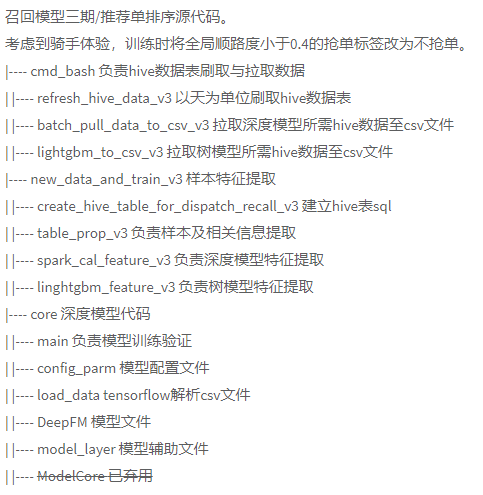 召回模型三期/推荐单排序源代码。
考虑到骑手体验，训练时将全局顺路度小于0.4的抢单标签改为不抢单。
|---- cmd_bash 负责hive数据表刷取与拉取数据
| |---- refresh_hive_data_v3 以天为单位刷取hive数据表
| |---- batch_pull_data_to_csv_v3 拉取深度模型所需hive数据至csv文件
| |---- lightgbm_to_csv_v3 拉取树模型所需hive数据至csv文件
|---- new_data_and_train_v3 样本特征提取
| |---- create_hive_table_for_dispatch_recall_v3 建立hive表sql
| |---- table_prop_v3 负责样本及相关信息提取
| |---- spark_cal_feature_v3 负责深度模型特征提取
| |---- linghtgbm_feature_v3 负责树模型特征提取
|---- core 深度模型代码
| |---- main 负责模型训练验证
| |---- config_parm 模型配置文件
| |---- load_data tensorflow解析csv文件
| |---- DeepFM 模型文件
| |---- model_layer 模型辅助文件
| |---- ModelCore 已弃用